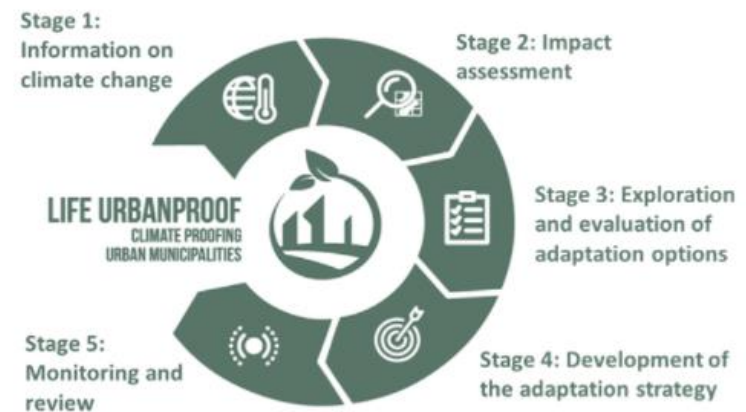 Stage 1:
Information on
climate change
Stage 2: Impact
assessment
Stage 3: Exploration
and evaluation of
adaptation options
LIFE URBANPROOF
CLIMATE PROOFING
URBAN MUNICIPALITIES
Stage 4: Development of
the adaptation strategy
Stage 5:
Monitoring and
review